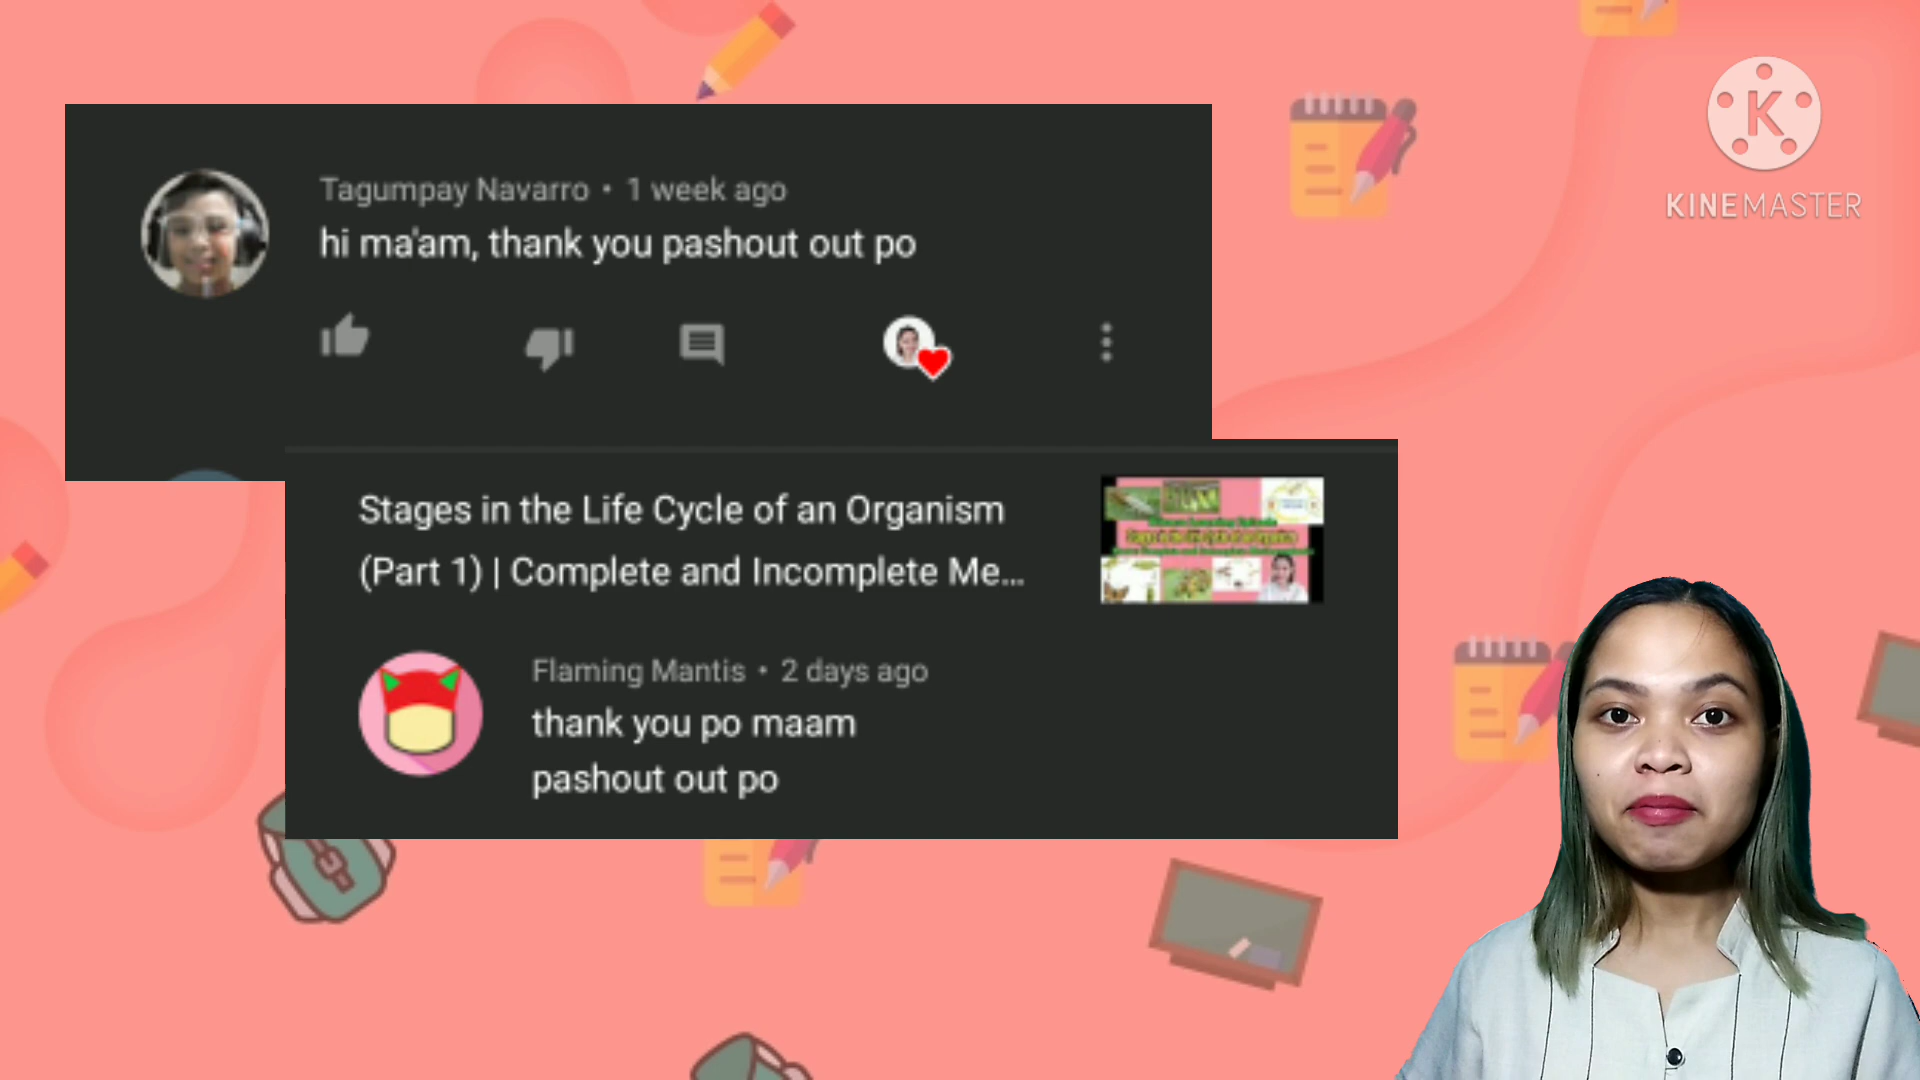 KINEMASTER
Tagumpay Navarro • 1 week ago
hi ma'am, thank you pashout out po
Stages in the Life Cycle of an Organism
(Part 1) | Complete and Incomplete Me...
Flaming Mantis • 2 days ago
thank you po maam
pashout out po